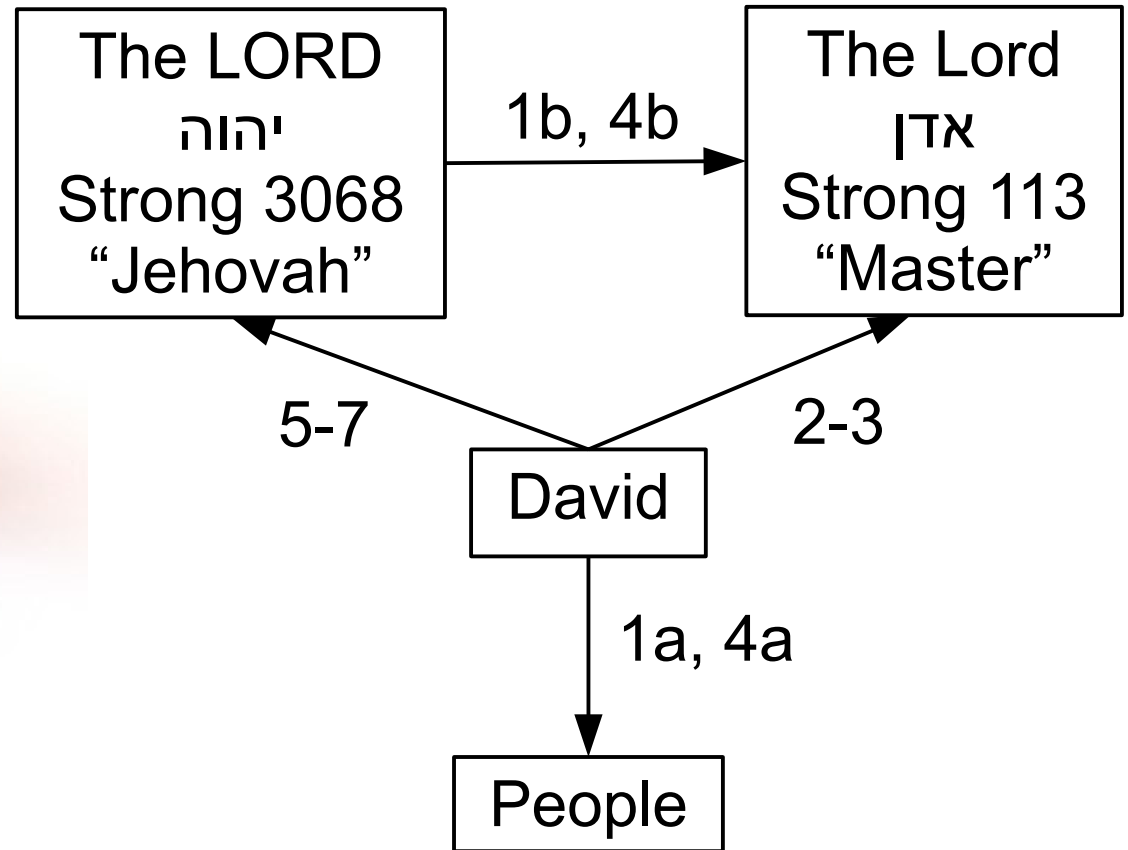 The LORD
יהוה
Strong 3068
“Jehovah”
1b, 4b
The Lord
אדן
Strong 113
“Master”
5-7
2-3
David
1a, 4a
People